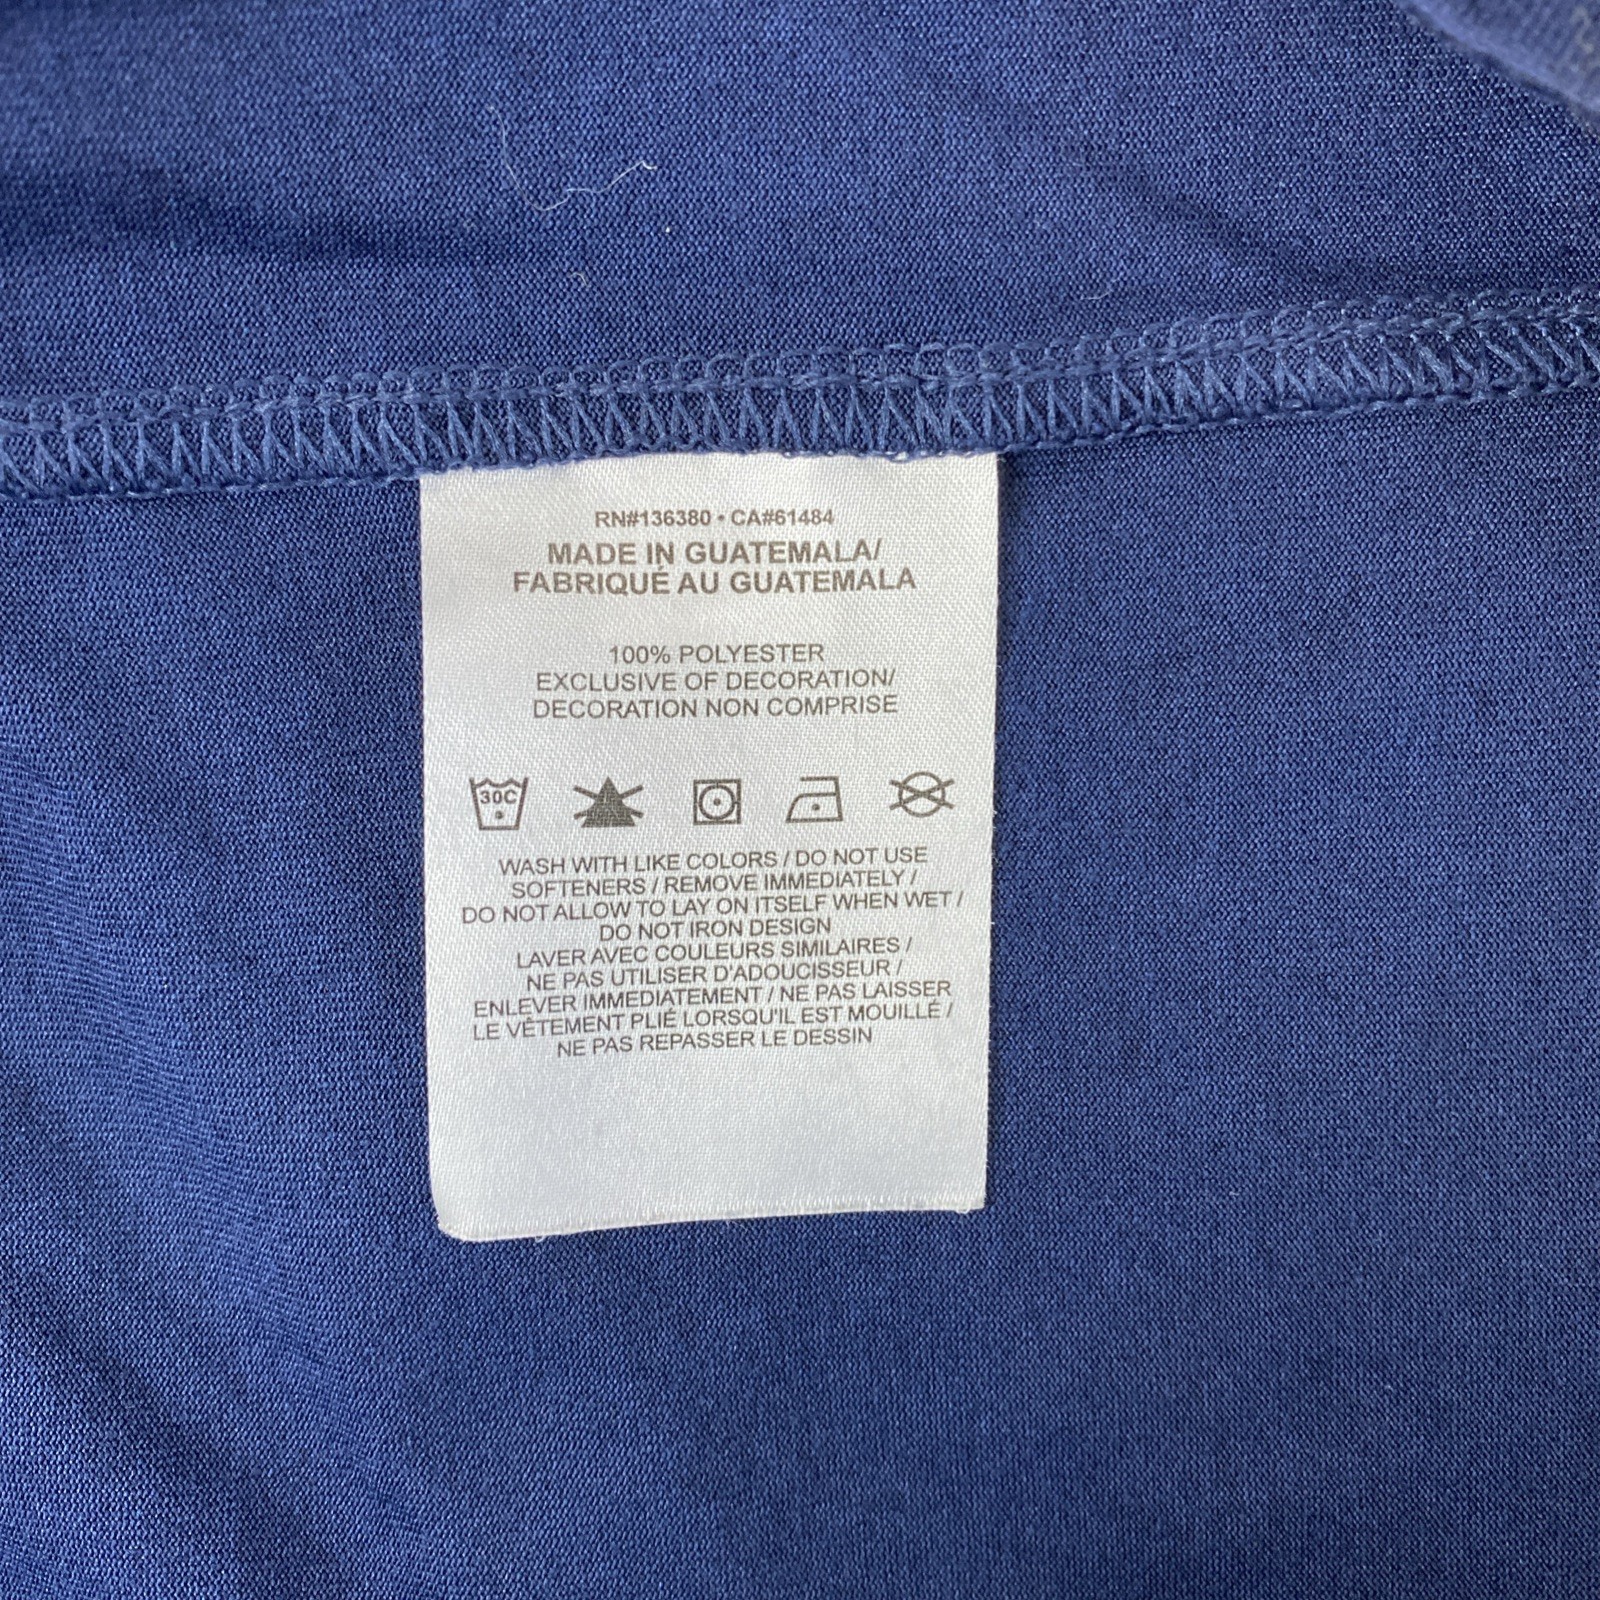 RN#136380 • CA#61484
MADE IN GUATEMALA/
FABRIQUÉ AU GUATEMALA
100% POLYESTER
EXCLUSIVE OF DECORATION/
DECORATION NON COMPRISE
30C
WASH WITH LIKE COLORS / DO NOT USE
SOFTENERS / REMOVE IMMEDIATELY /
DO NOT ALLOW TO LAY ON ITSELF WHEN WET /
DO NOT IRON DESIGN
LAVER AVEC COULEURS SIMILAIRES /
NE PAS UTILISER D'ADOUCISSEUR /
ENLEVER IMMEDIATEMENT / NE PAS LAISSER
LE VÊTEMENT PLIÉ LORSQU'IL EST MOUILLÉ /
NE PAS REPASSER LE DESSIN